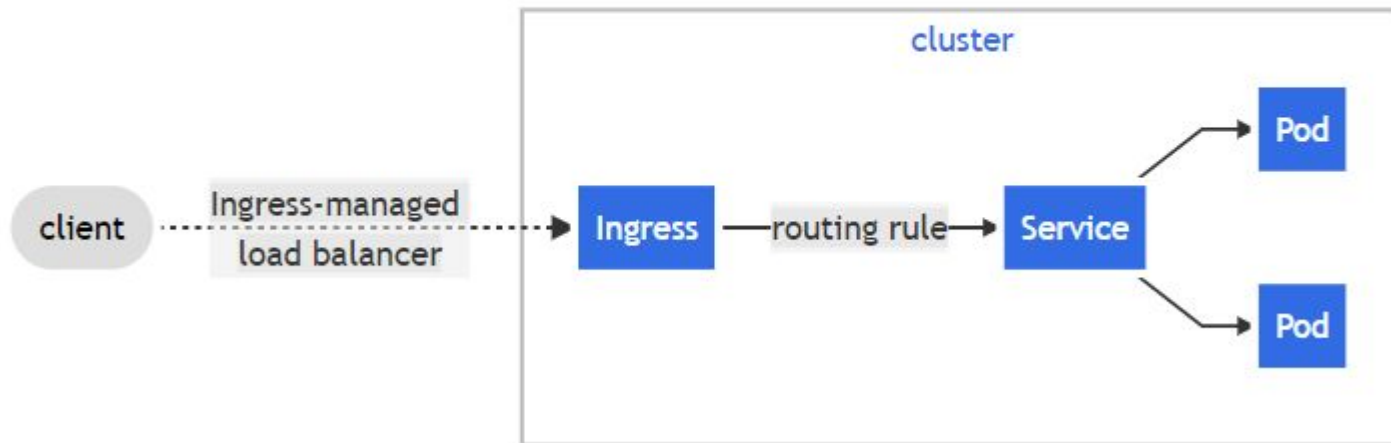 cluster
client
Ingress-managed
load balancer
Ingress
routing rule
Service
Pod
Pod